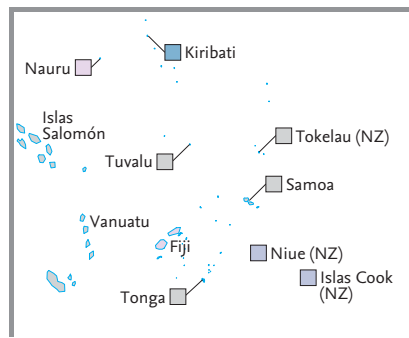 Kiribati
Nauru
Islas
Salomón
Tokelau (NZ)
Tuvalu
Samoa
Vanuatu
Fiji
Niue (NZ)
Islas Cook
(NZ)
Tonga